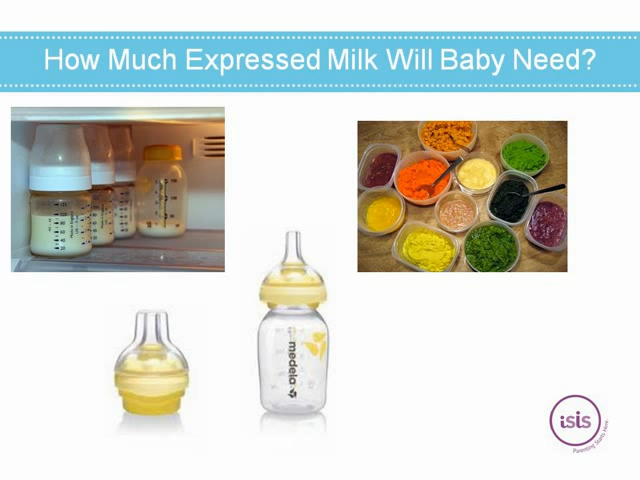 How Much Expressed Milk Will Baby Need?
medela
isis
Parenting Starts Here.